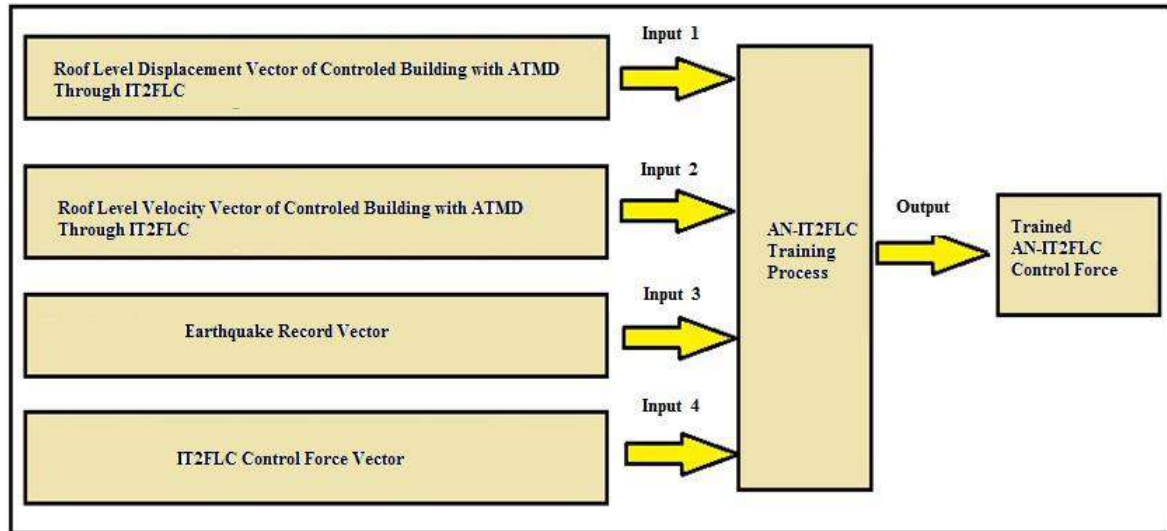 Input 1
Roof Level Displacement Vector of Controled Building with ATMD
Through IT2FLC
Input 2
Roof Level Velocity Vector of Controled Building with ATMD
Through IT2FLC
Input 3
Earthquake Record Vector
Input 4
IT2FLC Control Force Vector
AN-IT2FLC
Training
Process
Output
Trained
AN-IT2FLC
Control Force